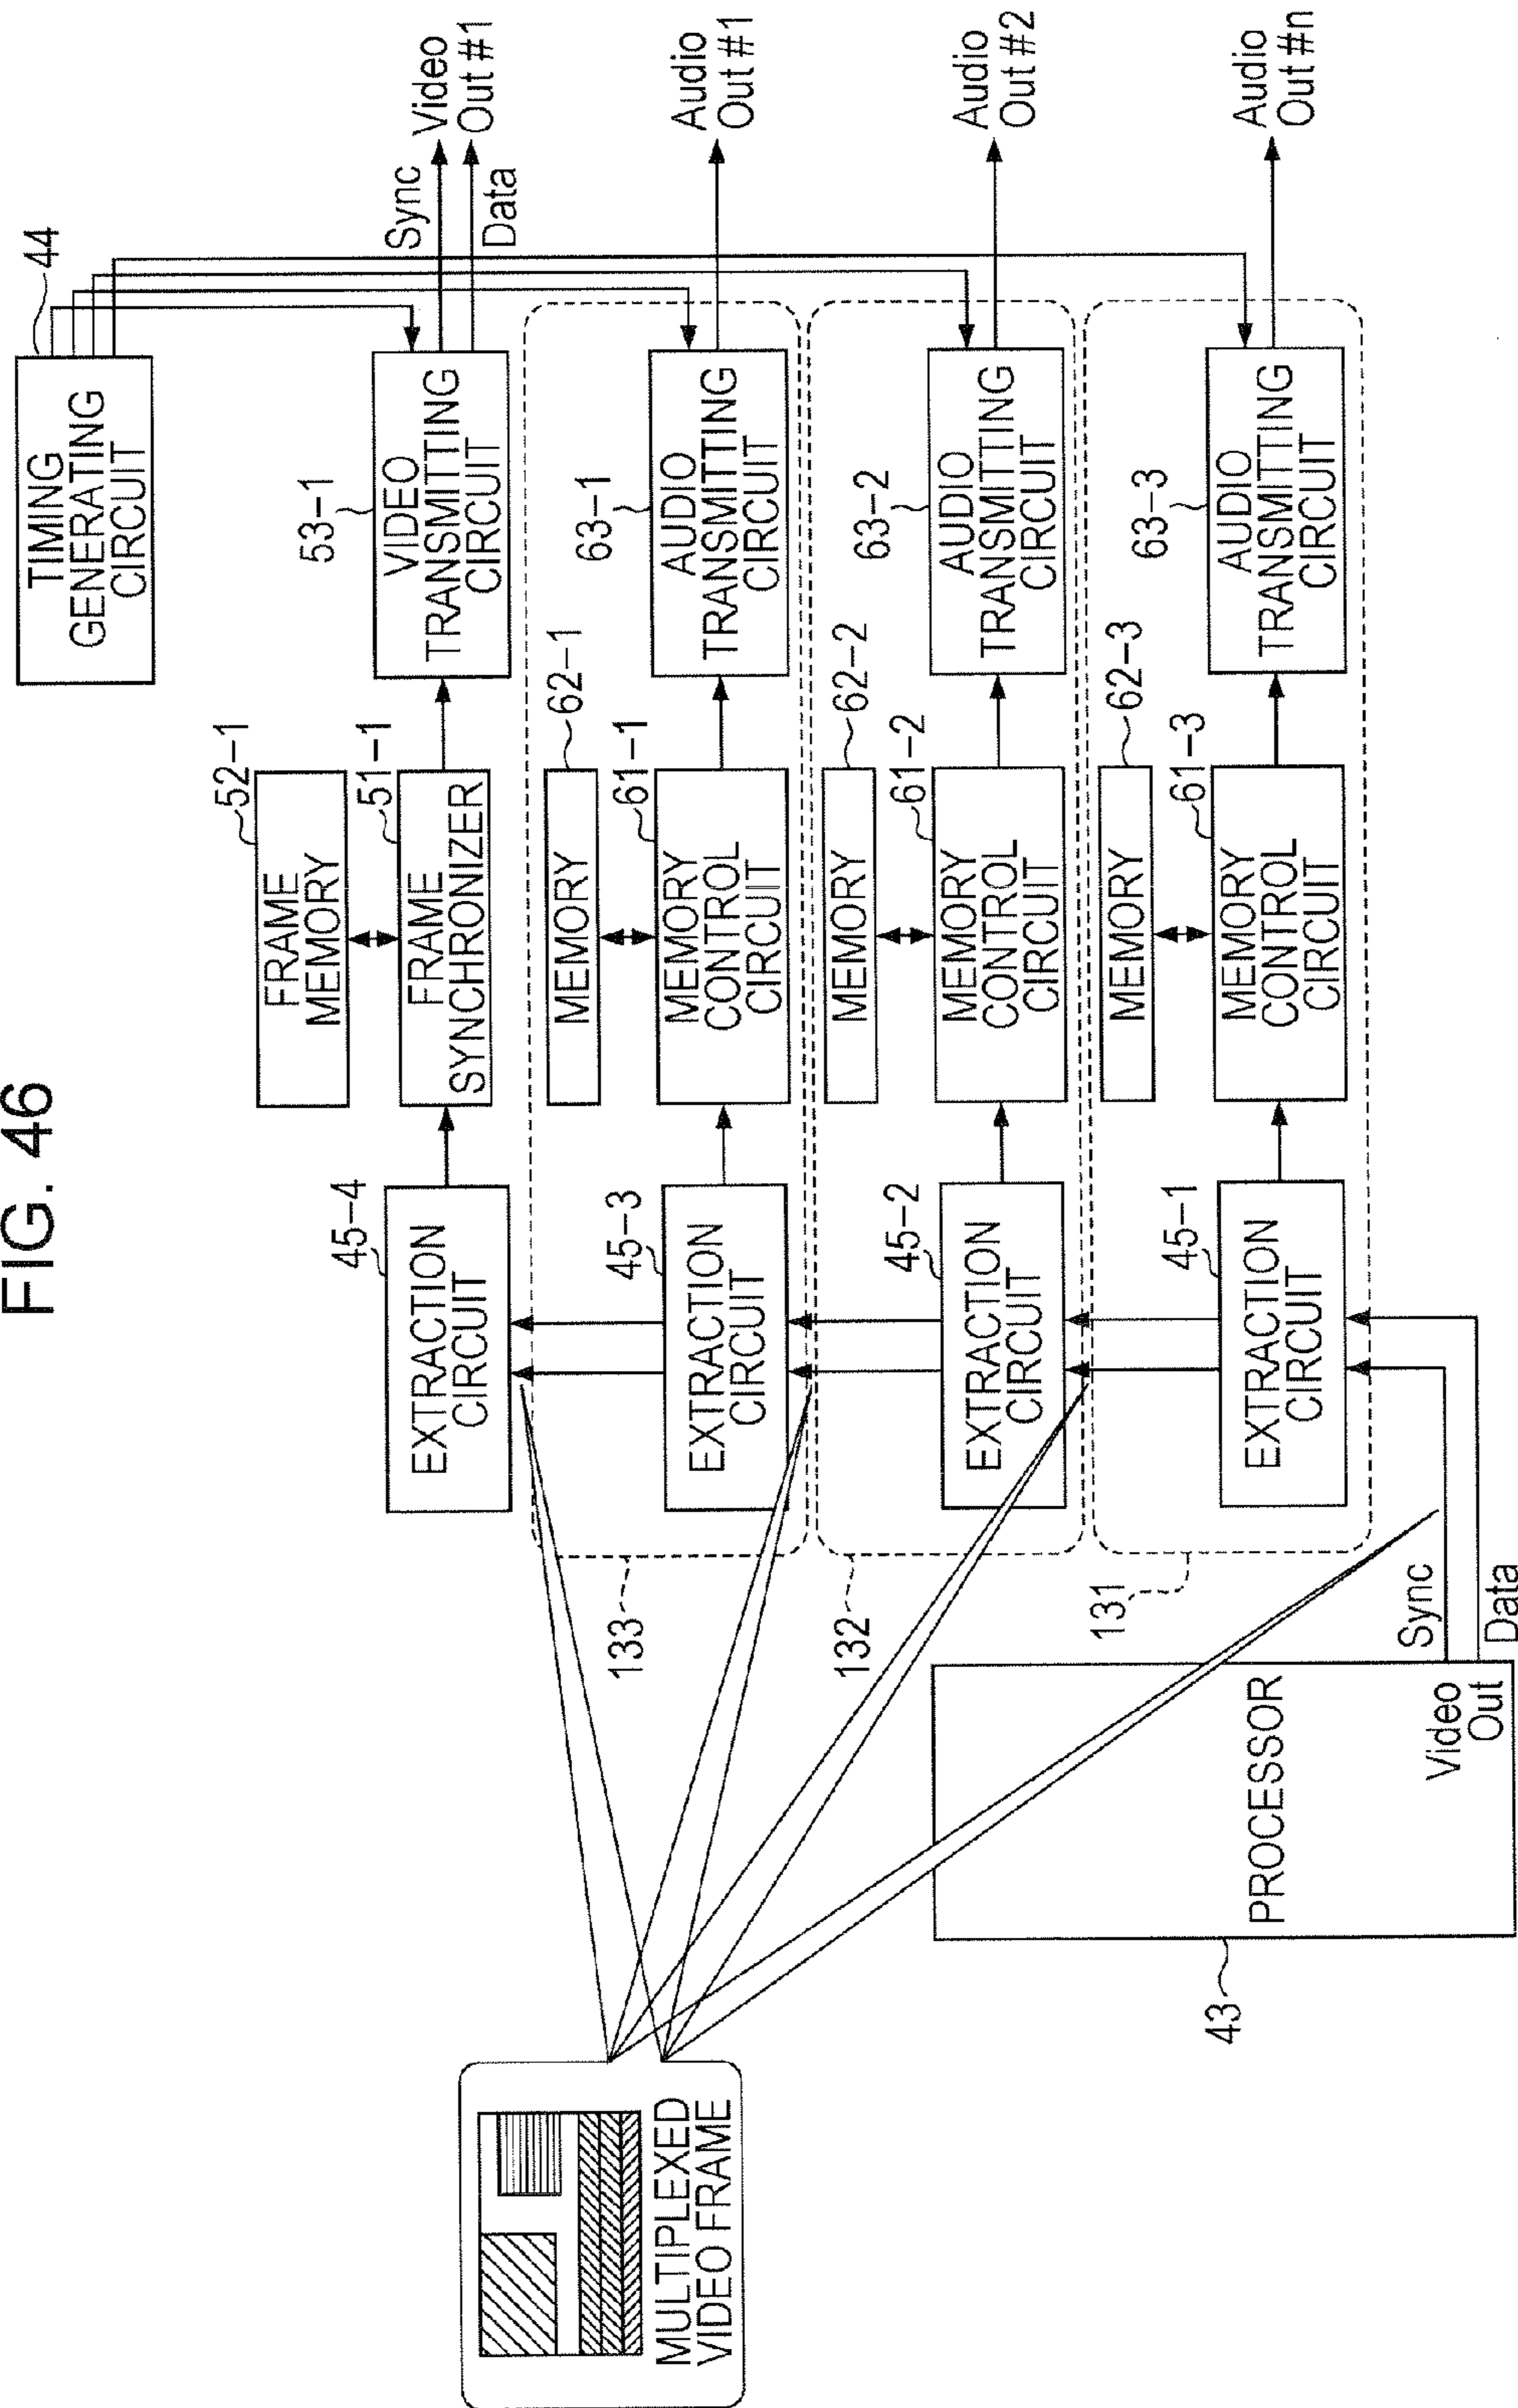 FIG. 46
TIMING
GENERATING
CIRCUIT
44
FRAME
MEMORY
52-1
EXTRACTION
CIRCUIT
45-4
FRAME
SYNCHRONIZER
51-1
VIDEO
TRANSMITTING
CIRCUIT
53-1
Sync
Data
Video
Out #1
133
EXTRACTION
CIRCUIT
45-3
MEMORY
62-1
MEMORY
CONTROL
CIRCUIT
61-1
AUDIO
TRANSMITTING
CIRCUIT
63-1
Audio
Out #1
132
EXTRACTION
CIRCUIT
45-2
MEMORY
62-2
MEMORY
CONTROL
CIRCUIT
61-2
AUDIO
TRANSMITTING
CIRCUIT
63-2
Audio
Out #2
131
EXTRACTION
CIRCUIT
45-1
MEMORY
62-3
MEMORY
CONTROL
CIRCUIT
61-3
AUDIO
TRANSMITTING
CIRCUIT
63-3
Audio
Out #n
MULTIPLEXED
VIDEO FRAME
43
PROCESSOR
Video
Out
Sync
Data